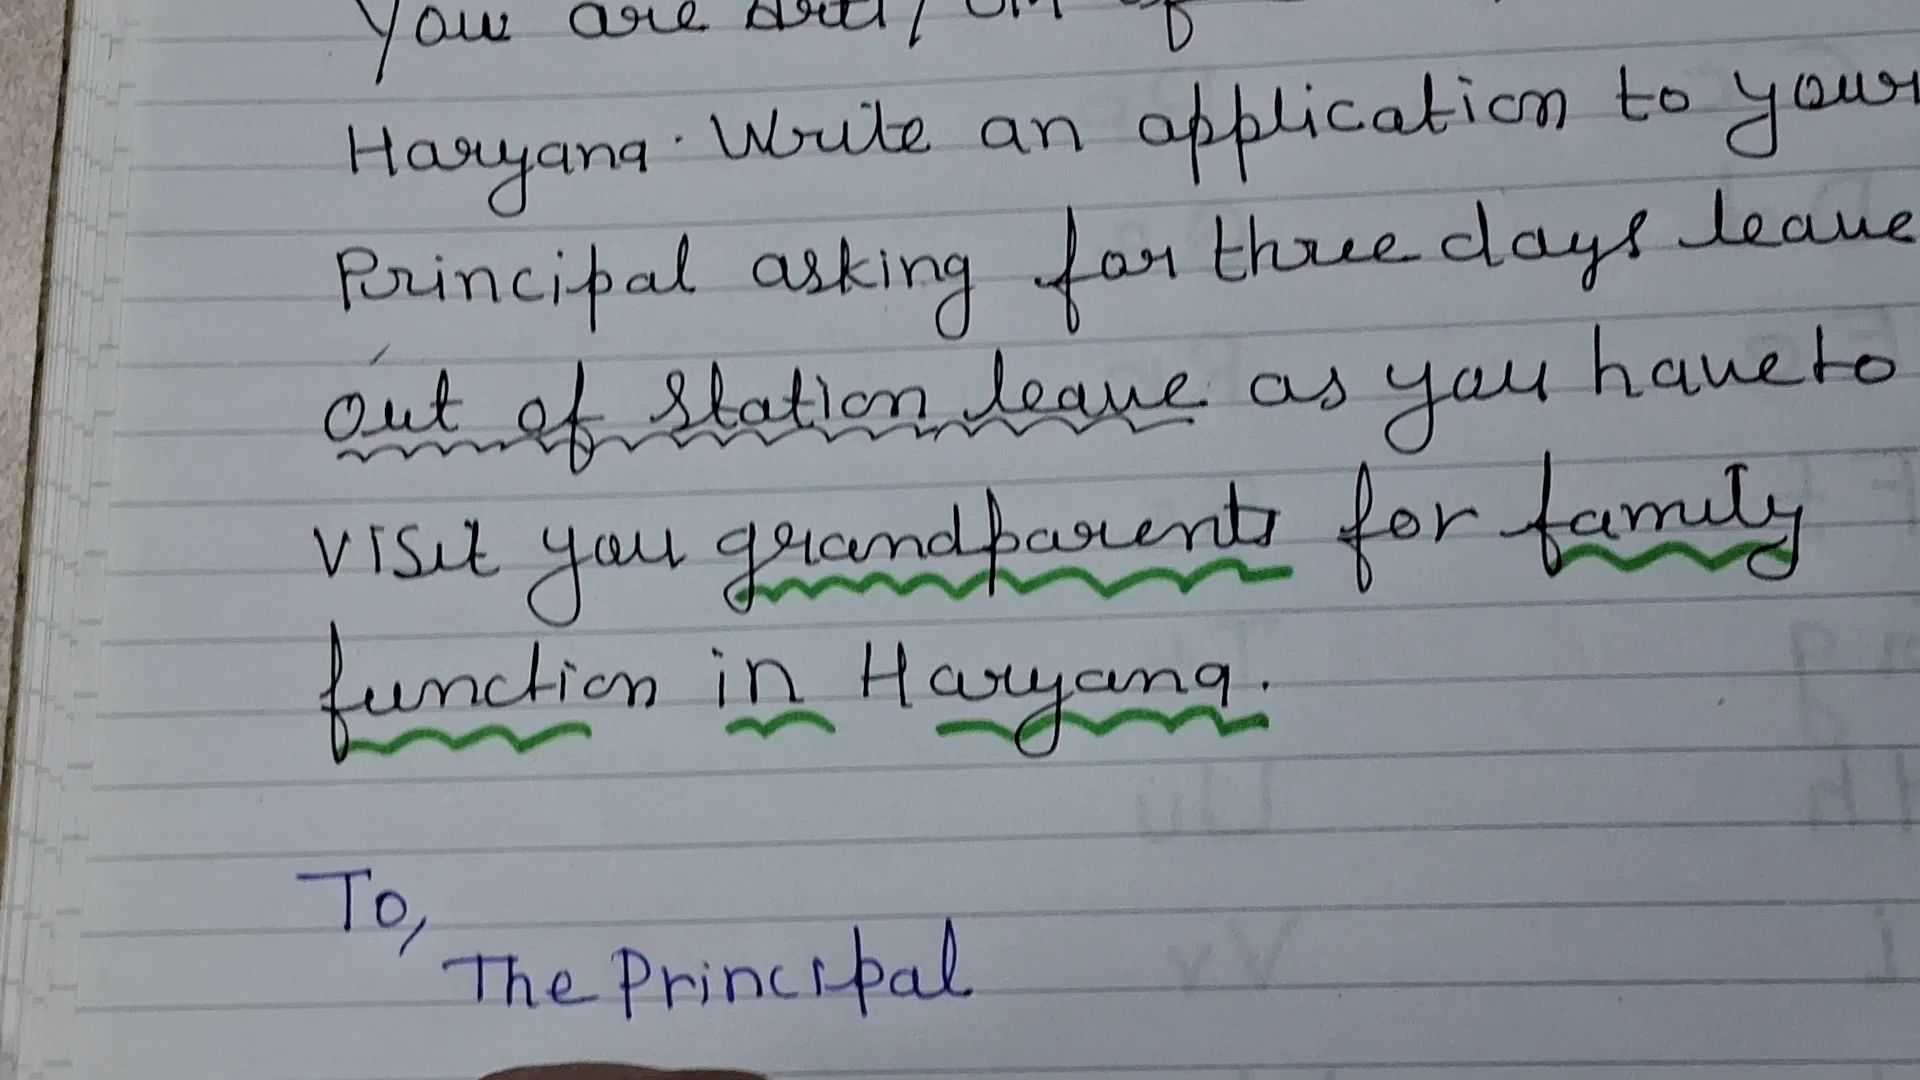 You are
Haryana. Write an application to your
Principal asking for three days leave
out of station leave as you have to
visit you grandparents for family
function in Haryana.
To,
The Principal